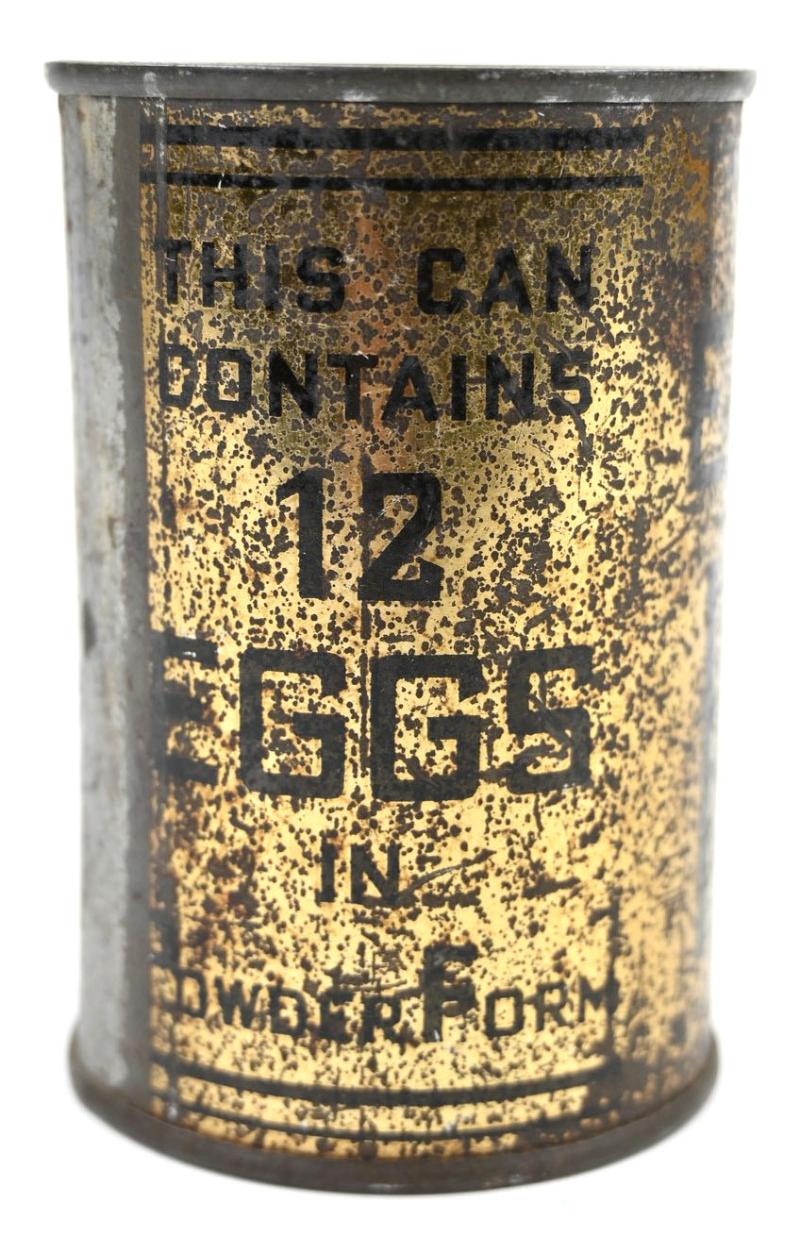 THIS CAN
CONTAINS
12
EGGS
IN
POWDER FORM